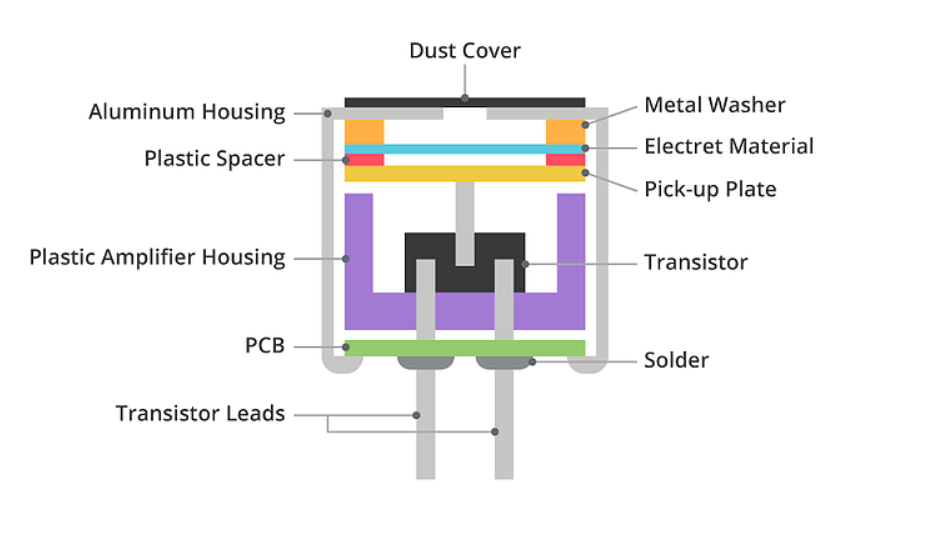 Dust Cover
Aluminum Housing
Metal Washer
Electret Material
Plastic Spacer
Pick-up Plate
Plastic Amplifier Housing
Transistor
PCB
Solder
Transistor Leads